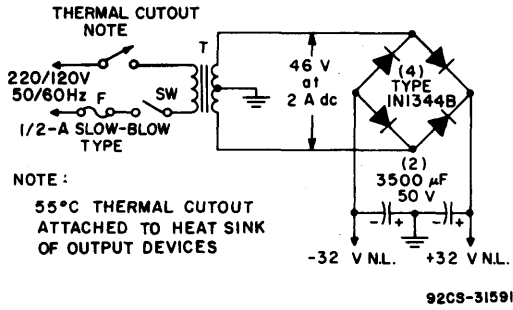 THERMAL CUTOUT
NOTE
T
220/120V
50/60Hz
F
SW
1/2-A SLOW-BLOW
TYPE
46 V
at
2 A dc
(4)
TYPE
1N1344B
(2)
3500 μF
50 V
- +
- +
-32 V N.L.
+32 V N.L.
NOTE:
55°C THERMAL CUTOUT
ATTACHED TO HEAT SINK
OF OUTPUT DEVICES
92CS-31591